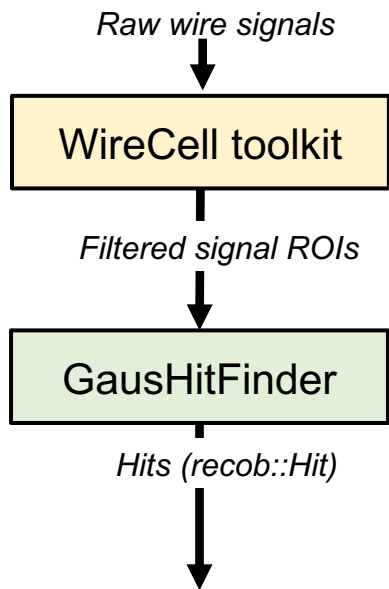 Raw wire signals
WireCell toolkit
Filtered signal ROIs
GausHitFinder
Hits (recob::Hit)